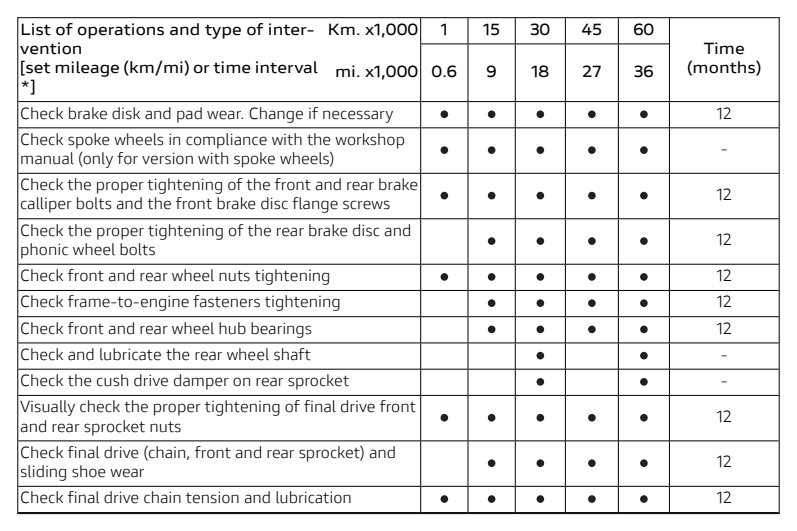 List of operations and type of inter- Km. x1,000 1 15 30 45 60 Time
vention
[set mileage (km/mi) or time interval mi. x1,000 0.6 9 18 27 36 (months)
*]
Check brake disk and pad wear. Change if necessary ● ● ● ● ● 12
Check spoke wheels in compliance with the workshop
manual (only for version with spoke wheels) ● ● ● ● ● -
Check the proper tightening of the front and rear brake
calliper bolts and the front brake disc flange screws ● ● ● ● ● 12
Check the proper tightening of the rear brake disc and
phonic wheel bolts ● ● ● ● 12
Check front and rear wheel nuts tightening ● ● ● ● ● 12
Check frame-to-engine fasteners tightening ● ● ● ● 12
Check front and rear wheel hub bearings ● ● ● ● 12
Check and lubricate the rear wheel shaft ● ● -
Check the cush drive damper on rear sprocket ● ● -
Visually check the proper tightening of final drive front
and rear sprocket nuts ● ● ● ● ● 12
Check final drive (chain, front and rear sprocket) and
sliding shoe wear ● ● ● ● 12
Check final drive chain tension and lubrication ● ● ● ● ● 12